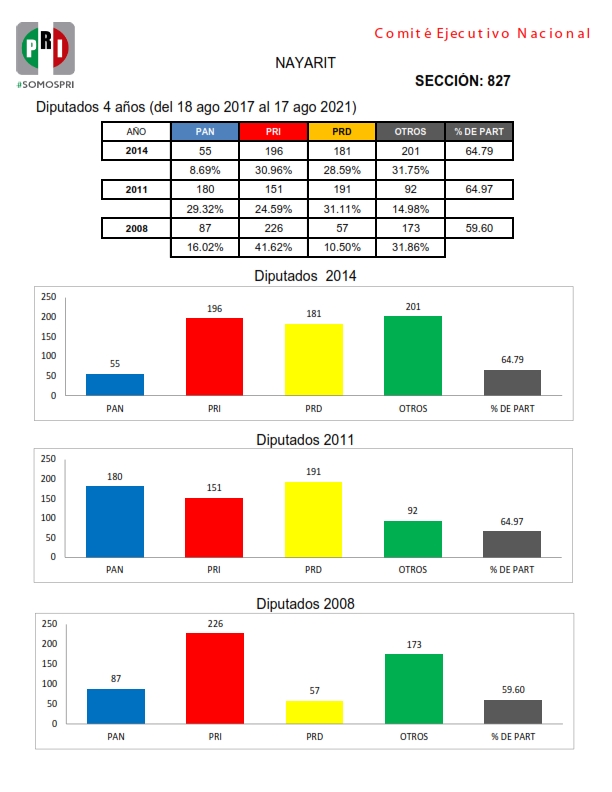 Comité Ejecutivo Nacional
PRI
#SOMOSPRI
NAYARIT
SECCIÓN: 827
Diputados 4 años (del 18 ago 2017 al 17 ago 2021)
AÑO PAN PRI PRD OTROS % DE PART
2014 55 196 181 201 64.79
8.69% 30.96% 28.59% 31.75%
2011 180 151 191 92 64.97
29.32% 24.59% 31.11% 14.98%
2008 87 226 57 173 59.60
16.02% 41.62% 10.50% 31.86%
Diputados 2014
250
200
150
100
50
0
55 196 181 201 64.79
PAN PRI PRD OTROS % DE PART
Diputados 2011
250
200
150
100
50
0
180 151 191 92 64.97
PAN PRI PRD OTROS % DE PART
Diputados 2008
250
200
150
100
50
0
87 226 57 173 59.60
PAN PRI PRD OTROS % DE PART